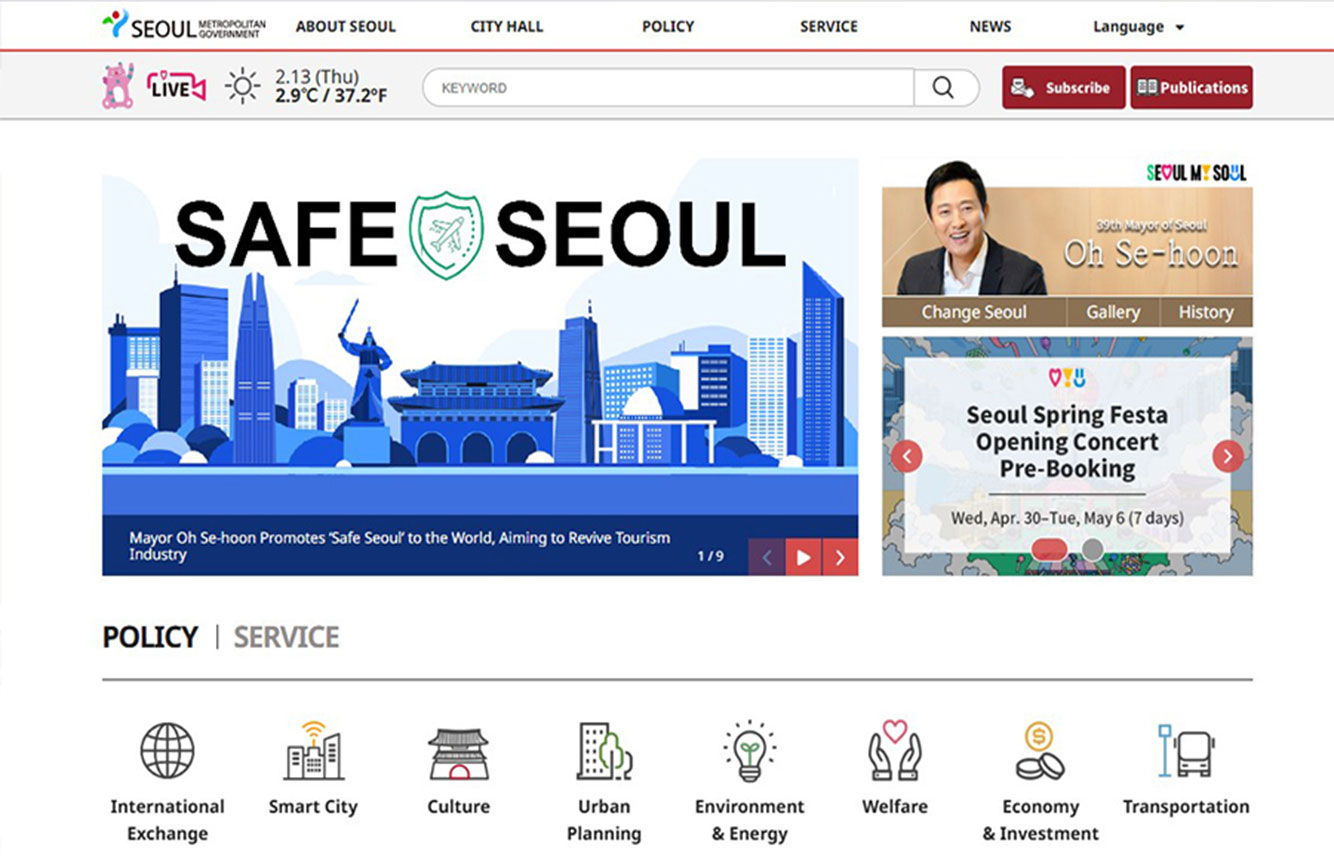 SEOUL METROPOLITAN GOVERNMENT
ABOUT SEOUL
CITY HALL
POLICY
SERVICE
NEWS
Language
LIVE
2.13 (Thu)
2.9℃ / 37.2℉
KEYWORD
Subscribe
Publications
SAFE SEOUL
Mayor Oh Se-hoon Promotes ‘Safe Seoul’ to the World, Aiming to Revive Tourism
Industry
1 / 9
SEOUL MY SOUL
39th Mayor of Seoul
Oh Se-hoon
Change Seoul
Gallery
History
Seoul Spring Festa
Opening Concert
Pre-Booking
Wed, Apr. 30–Tue, May 6 (7 days)
POLICY | SERVICE
International
Exchange
Smart City
Culture
Urban
Planning
Environment
& Energy
Welfare
Economy
& Investment
Transportation